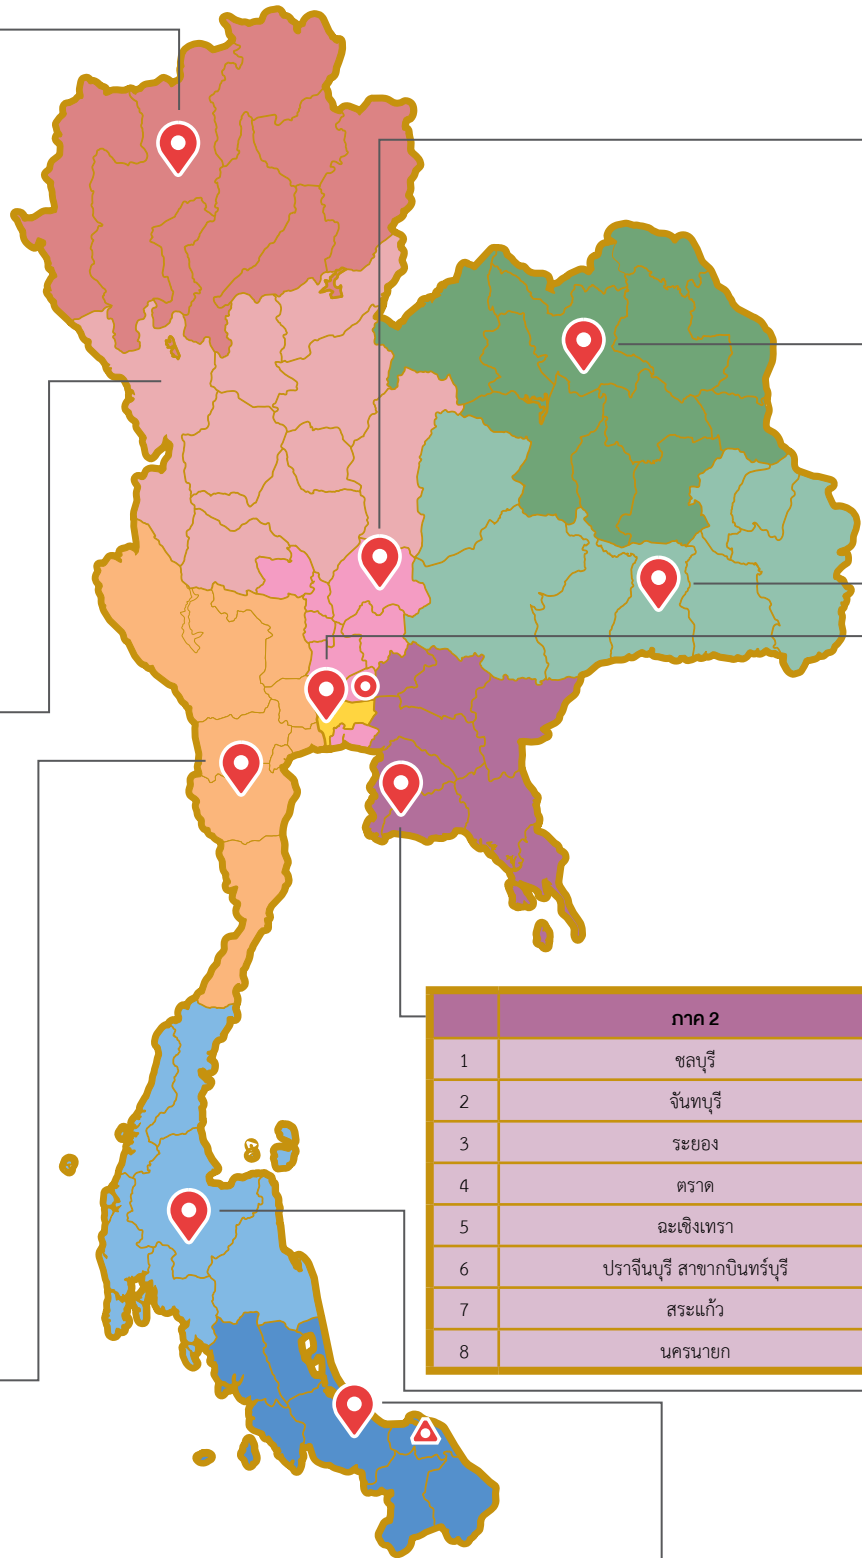 ภาค 2
1 ชลบุรี
2 จันทบุรี
3 ระยอง
4 ตราด
5 ฉะเชิงเทรา
6 ปราจีนบุรี สาขากบินทร์บุรี
7 สระแก้ว
8 นครนายก